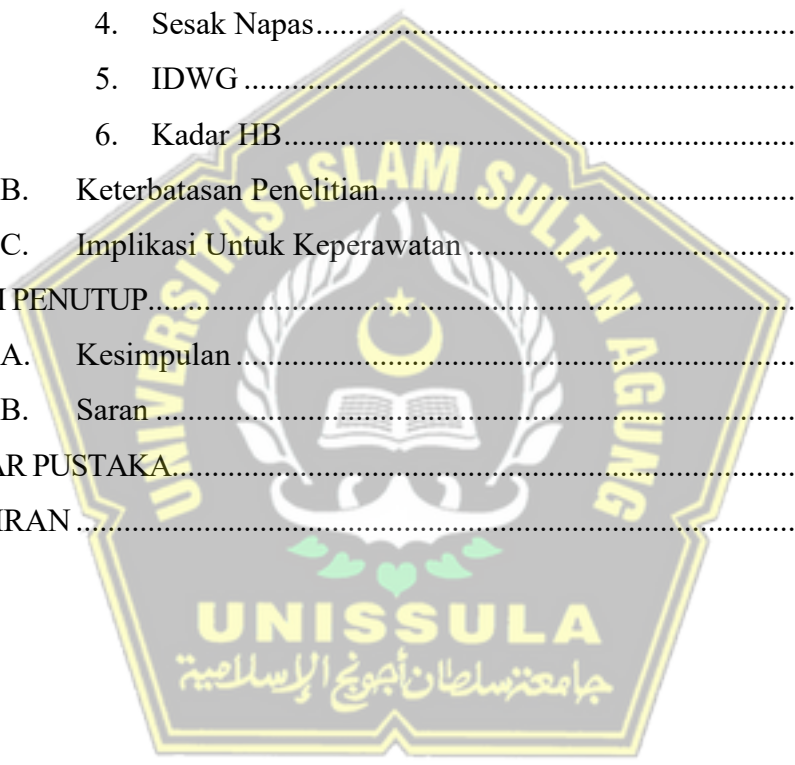 4. Sesak Napas..............................................................
5. IDWG.......................................................................
6. Kadar HB..................................................................
B. Keterbatasan Penelitian....................................................
C. Implikasi Untuk Keperawatan.........................................
I PENUTUP...................................................................................
A. Kesimpulan......................................................................
B. Saran................................................................................
AR PUSTAKA...............................................................................
IRAN...........................................................................................
UNIVERSITAS ISLAM SULTAN AGUNG
UNISSULA
جامعة سلطان أجونج الإسلامية